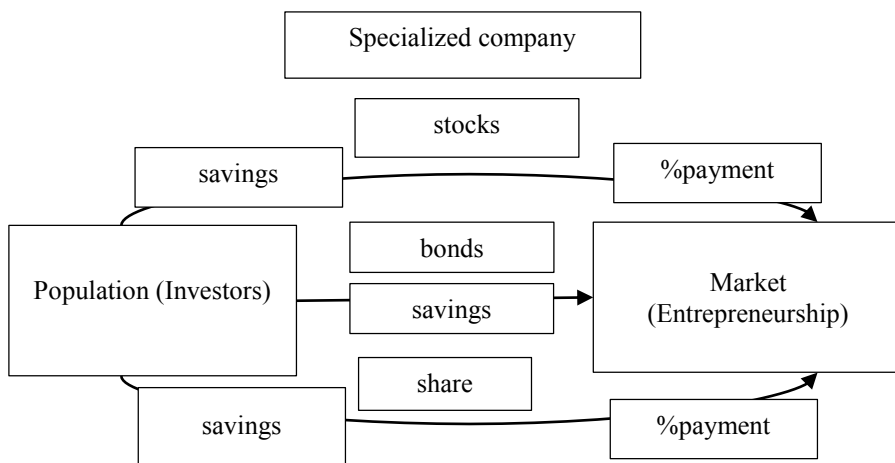 Specialized company
stocks
savings
%payment
bonds
Population (Investors)
savings
Market
(Entrepreneurship)
share
savings
%payment